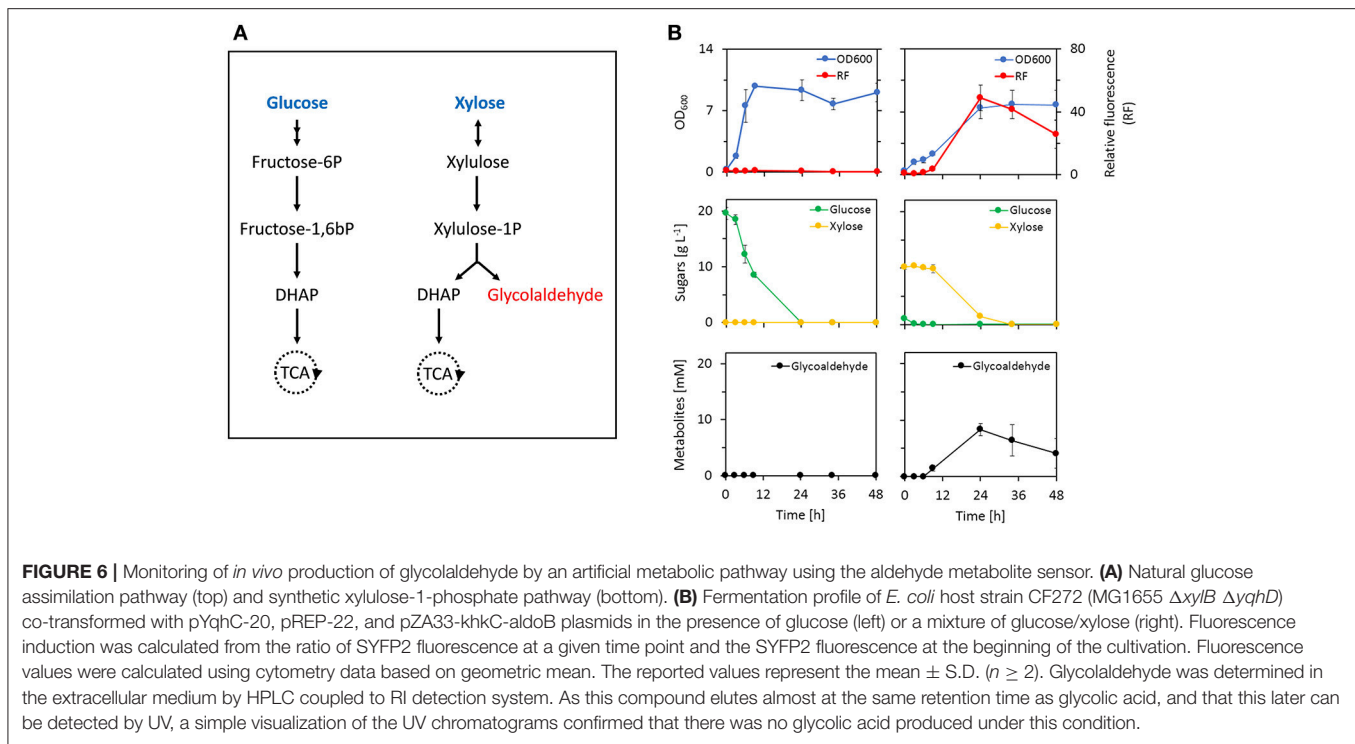 A
Glucose
Fructose-6P
Fructose-1,6bP
DHAP
TCA
Xylose
Xylulose
Xylulose-1P
DHAP
Glycolaldehyde
TCA
B
14
7
0
OD600
OD600
RF
OD600
RF
80
60
40
20
0
Relative fluorescence
(RF)
20
10
0
Sugars [g L-1]
Glucose
Xylose
Glucose
Xylose
20
10
0
Metabolites [mM]
Glycoaldehyde
Glycoaldehyde
0 12 24 36 48
Time [h]
0 12 24 36 48
Time [h]
FIGURE 6 | Monitoring of in vivo production of glycolaldehyde by an artificial metabolic pathway using the aldehyde metabolite sensor. (A) Natural glucose
assimilation pathway (top) and synthetic xylulose-1-phosphate pathway (bottom). (B) Fermentation profile of E. coli host strain CF272 (MG1655 ΔxylB ΔyqhD)
co-transformed with pYqhC-20, pREP-22, and pZA33-khkC-aldoB plasmids in the presence of glucose (left) or a mixture of glucose/xylose (right). Fluorescence
induction was calculated from the ratio of SYFP2 fluorescence at a given time point and the SYFP2 fluorescence at the beginning of the cultivation. Fluorescence
values were calculated using cytometry data based on geometric mean. The reported values represent the mean ± S.D. (n ≥ 2). Glycolaldehyde was determined in
the extracellular medium by HPLC coupled to RI detection system. As this compound elutes almost at the same retention time as glycolic acid, and that this later can
be detected by UV, a simple visualization of the UV chromatograms confirmed that there was no glycolic acid produced under this condition.